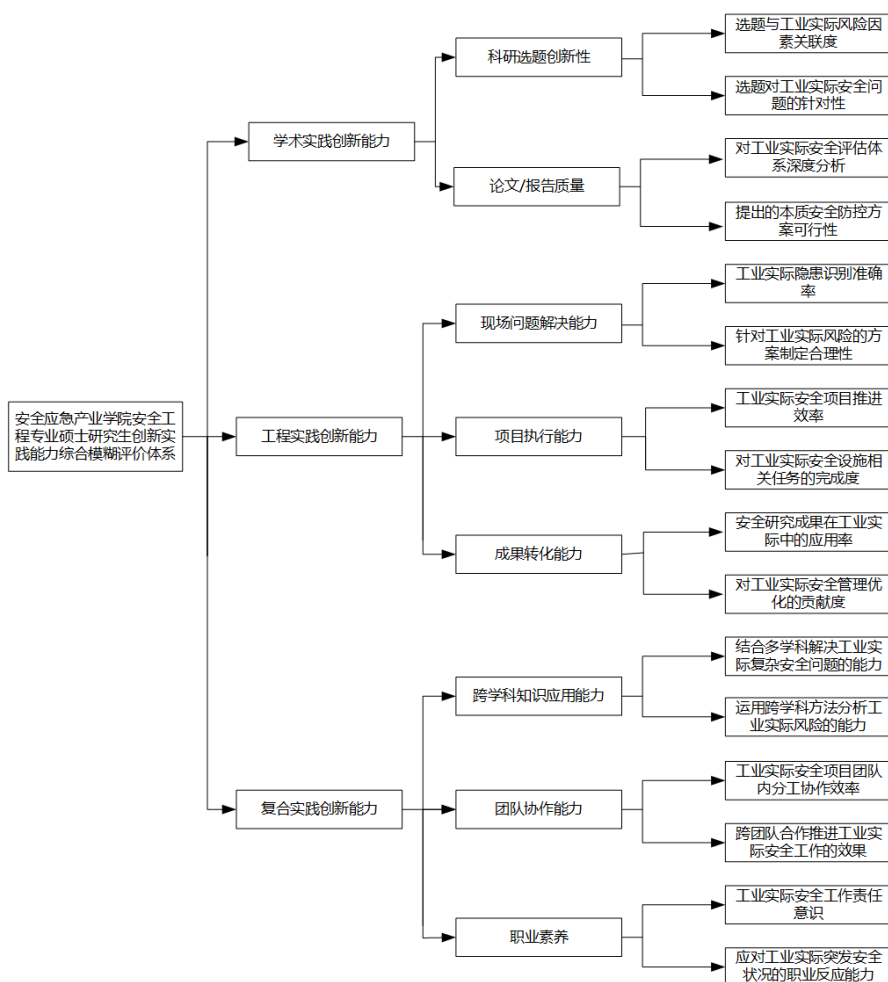 选题与工业实际风险因
素关联度
科研选题创新性
选题对工业实际安全问
题的针对性
学术实践创新能力
对工业实际安全评估体
系深度分析
论文/报告质量
提出的本质安全防控方
案可行性
工业实际隐患识别准确
率
现场问题解决能力
针对工业实际风险的方
案制定合理性
安全应急产业学院安全工
程专业硕士研究生创新实
践能力综合模糊评价体系
工程实践创新能力
工业实际安全项目推进
效率
项目执行能力
对工业实际安全设施相
关任务的完成度
安全研究成果在工业实
际中的应用率
成果转化能力
对工业实际安全管理优
化的贡献度
结合多学科解决工业实
际复杂安全问题的能力
跨学科知识应用能力
运用跨学科方法分析工
业实际风险的能力
复合实践创新能力
工业实际安全项目团队
内分工协作效率
团队协作能力
跨团队合作推进工业实
际安全工作的效果
工业实际安全工作责任
意识
职业素养
应对工业实际突发安全
状况的职业反应能力